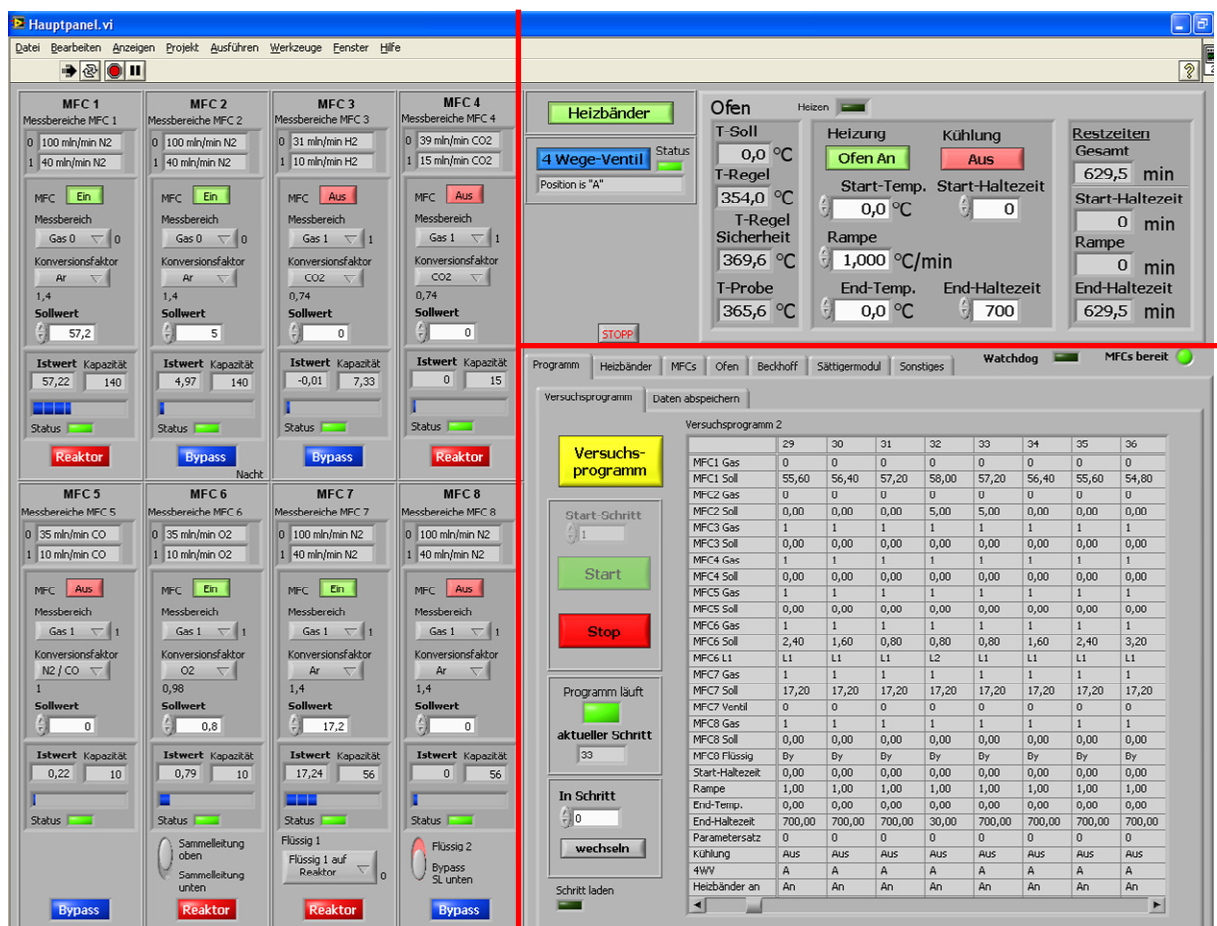 Hauptpanel.vi
Datei Bearbeiten Anzeigen Projekt Ausführen Werkzeuge Fenster Hilfe
MFC 1
Messbereiche MFC 1
0 100 mln/min N2
1 40 mln/min N2
MFC Ein
Messbereich
Gas 0 0
Konversionsfaktor
Ar
1,4
Sollwert
57,2
Istwert Kapazität
57,22 140
Status
Reaktor
MFC 2
Messbereiche MFC 2
0 100 mln/min N2
1 40 mln/min N2
MFC Ein
Messbereich
Gas 0 0
Konversionsfaktor
Ar
1,4
Sollwert
5
Istwert Kapazität
4,97 140
Status
Bypass
Nacht
MFC 3
Messbereiche MFC 3
0 31 mln/min H2
1 10 mln/min H2
MFC Aus
Messbereich
Gas 1 1
Konversionsfaktor
CO2
0,74
Sollwert
0
Istwert Kapazität
-0,01 7,33
Status
Bypass
MFC 4
Messbereiche MFC 4
0 39 mln/min CO2
1 15 mln/min CO2
MFC Aus
Messbereich
Gas 1 1
Konversionsfaktor
CO2
0,74
Sollwert
0
Istwert Kapazität
0 15
Status
Reaktor
MFC 5
Messbereiche MFC 5
0 35 mln/min CO
1 10 mln/min CO
MFC Aus
Messbereich
Gas 1 1
Konversionsfaktor
N2 / CO
1
Sollwert
0
Istwert Kapazität
0,22 10
Status
Bypass
MFC 6
Messbereiche MFC 6
0 35 mln/min O2
1 10 mln/min O2
MFC Ein
Messbereich
Gas 1 1
Konversionsfaktor
O2
0,98
Sollwert
0,8
Istwert Kapazität
0,79 10
Status
Sammelleitung
oben
Sammelleitung
unten
Reaktor
MFC 7
Messbereiche MFC 7
0 100 mln/min N2
1 40 mln/min N2
MFC Ein
Messbereich
Gas 1 1
Konversionsfaktor
Ar
1,4
Sollwert
17,2
Istwert Kapazität
17,24 56
Status
Flüssig 1
Flüssig 1 auf
Reaktor 0
Reaktor
MFC 8
Messbereiche MFC 8
0 100 mln/min N2
1 40 mln/min N2
MFC Aus
Messbereich
Gas 1 1
Konversionsfaktor
Ar
1,4
Sollwert
0
Istwert Kapazität
0 56
Status
Flüssig 2
Bypass
SL unten
Bypass
Heizbänder
4 Wege-Ventil Status
Position is "A"
STOPP
Ofen Heizen
T-Soll
0,0 °C
T-Regel
354,0 °C
T-Regel
Sicherheit
369,6 °C
T-Probe
365,6 °C
Heizung Kühlung
Ofen An Aus
Start-Temp. Start-Haltezeit
0,0 °C 0
Rampe
1,000 °C/min
End-Temp. End-Haltezeit
0,0 °C 700
Restzeiten
Gesamt
629,5 min
Start-Haltezeit
0 min
Rampe
0 min
End-Haltezeit
629,5 min
Programm Heizbänder MFCs Ofen Beckhoff Sättigermodul Sonstiges Watchdog MFCs bereit
Versuchsprogramm Daten abspeichern
Versuchs-
programm
Start-Schritt
1
Start
Stop
Programm läuft
aktueller Schritt
33
In Schritt
0
wechseln
Schritt laden
Versuchsprogramm 2
29 30 31 32 33 34 35 36
MFC1 Gas 0 0 0 0 0 0 0 0
MFC1 Soll 55,60 56,40 57,20 58,00 57,20 56,40 55,60 54,80
MFC2 Gas 0 0 0 0 0 0 0 0
MFC2 Soll 0,00 0,00 0,00 5,00 5,00 0,00 0,00 0,00
MFC3 Gas 1 1 1 1 1 1 1 1
MFC3 Soll 0,00 0,00 0,00 0,00 0,00 0,00 0,00 0,00
MFC4 Gas 1 1 1 1 1 1 1 1
MFC4 Soll 0,00 0,00 0,00 0,00 0,00 0,00 0,00 0,00
MFC5 Gas 1 1 1 1 1 1 1 1
MFC5 Soll 0,00 0,00 0,00 0,00 0,00 0,00 0,00 0,00
MFC6 Gas 1 1 1 1 1 1 1 1
MFC6 Soll 2,40 1,60 0,80 0,80 0,80 1,60 2,40 3,20
MFC6 L1 L1 L1 L1 L2 L1 L1 L1 L1
MFC7 Gas 1 1 1 1 1 1 1 1
MFC7 Soll 17,20 17,20 17,20 17,20 17,20 17,20 17,20 17,20
MFC7 Ventil 0 0 0 0 0 0 0 0
MFC8 Gas 1 1 1 1 1 1 1 1
MFC8 Soll 0,00 0,00 0,00 0,00 0,00 0,00 0,00 0,00
MFC8 Flüssig By By By By By By By By
Start-Haltezeit 0,00 0,00 0,00 0,00 0,00 0,00 0,00 0,00
Rampe 1,00 1,00 1,00 1,00 1,00 1,00 1,00 1,00
End-Temp. 0,00 0,00 0,00 0,00 0,00 0,00 0,00 0,00
End-Haltezeit 700,00 700,00 700,00 30,00 700,00 700,00 700,00 700,00
Parametersatz 0 0 0 0 0 0 0 0
Kühlung Aus Aus Aus Aus Aus Aus Aus Aus
4WV A A A A A A A A
Heizbänder an An An An An An An An An